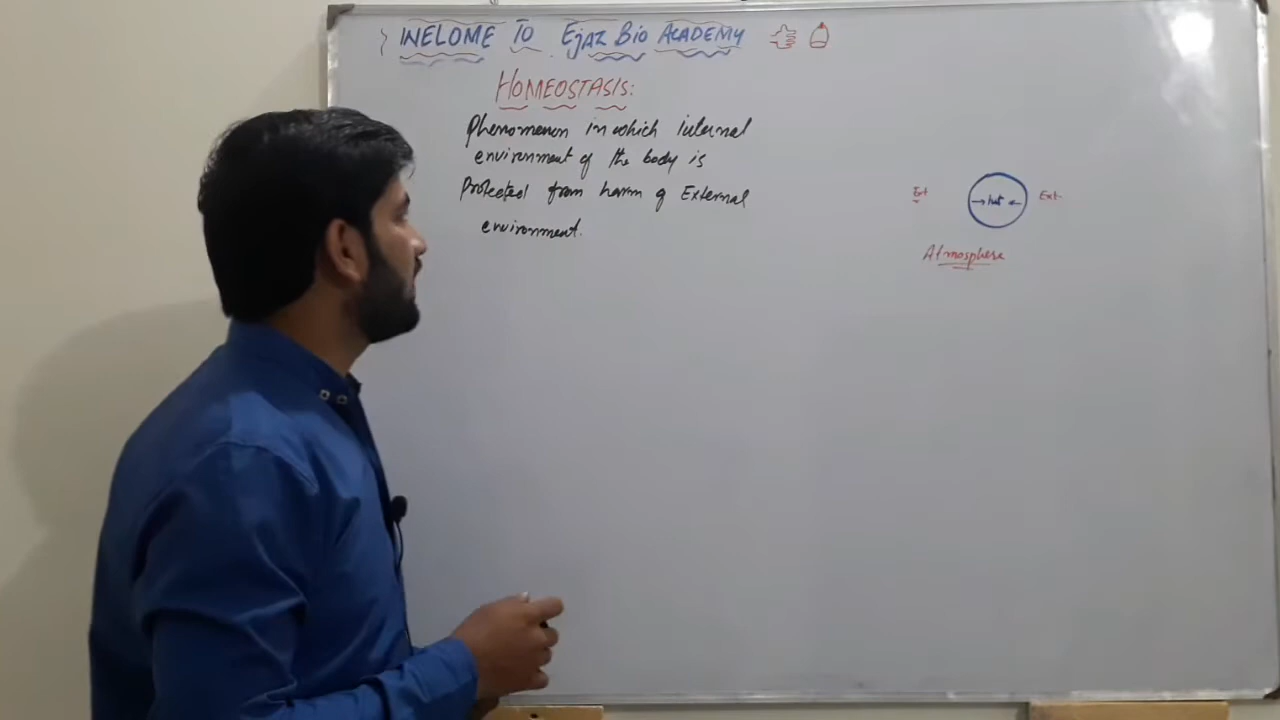 WELOME TO EJAZ BIO ACADEMY
HOMEOSTASIS:
Phenomenon in which internal
environment of the body is
Protected from harm of External
environment.
Ext
Int
Ext
Atmosphere